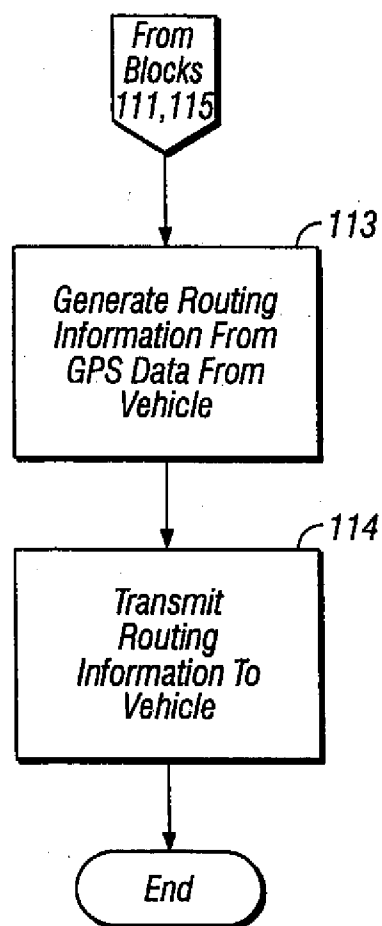 From
Blocks
111,115
113
Generate Routing
Information From
GPS Data From
Vehicle
114
Transmit
Routing
Information To
Vehicle
End